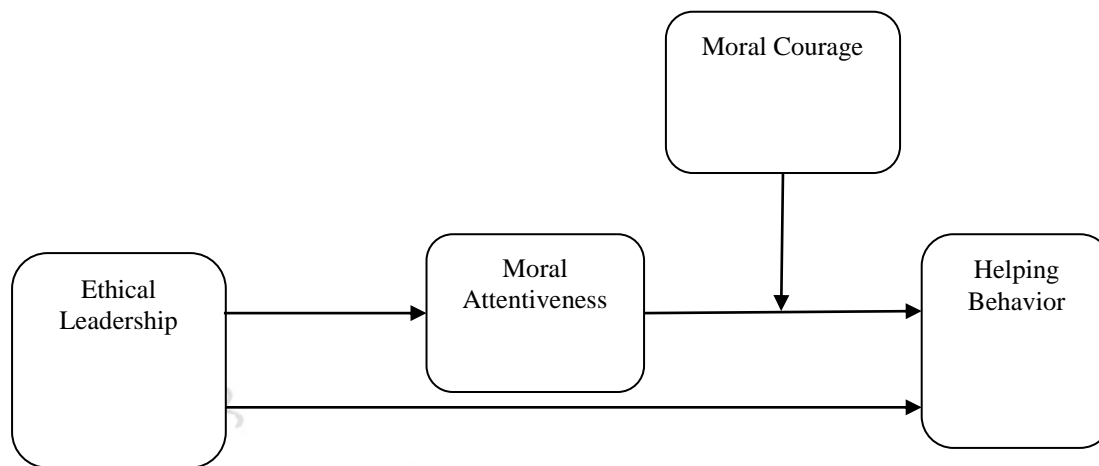 Moral Courage
Moral
Attentiveness
Helping
Behavior
Ethical
Leadership